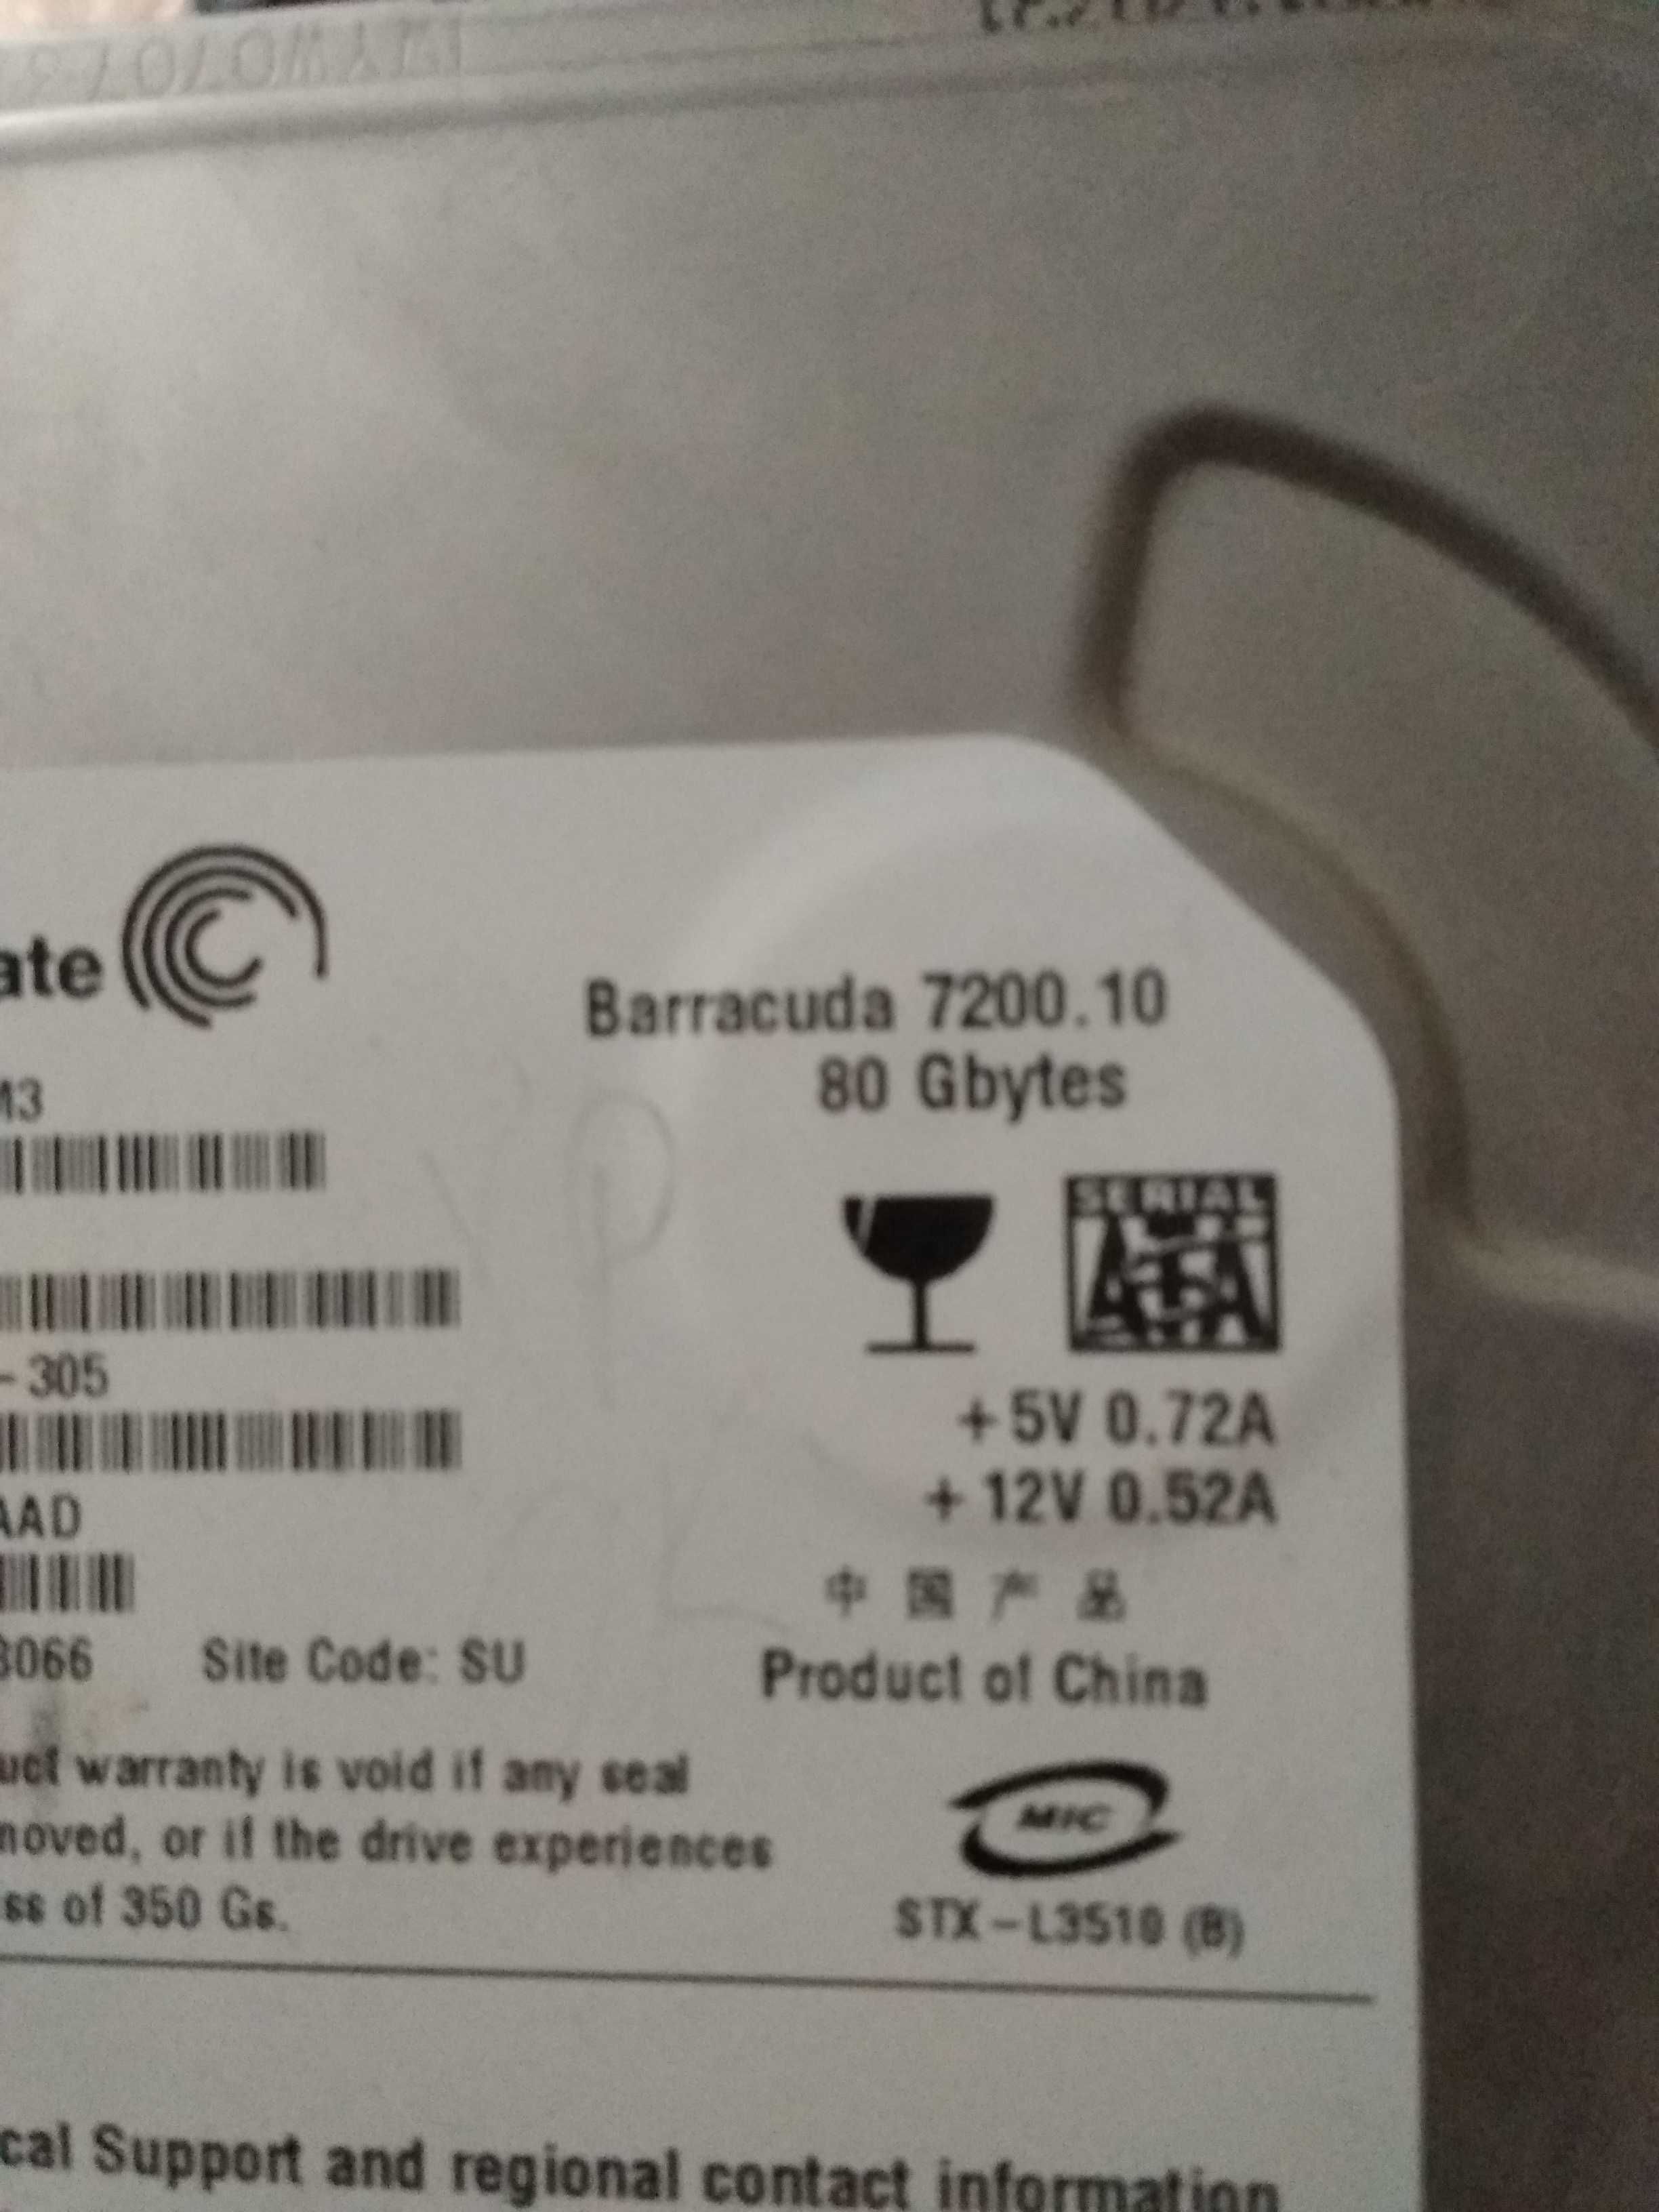 ate
Barracuda 7200.10
80 Gbytes
SERIAL
ATA
- 305
+5V 0.72A
+12V 0.52A
AAD
中国产品
3066 Site Code: SU
Product of China
uct warranty is void if any seal
moved, or if the drive experiences
MIC
ss of 350 Gs.
STX-L3510 (B)
cal Support and regional contact information